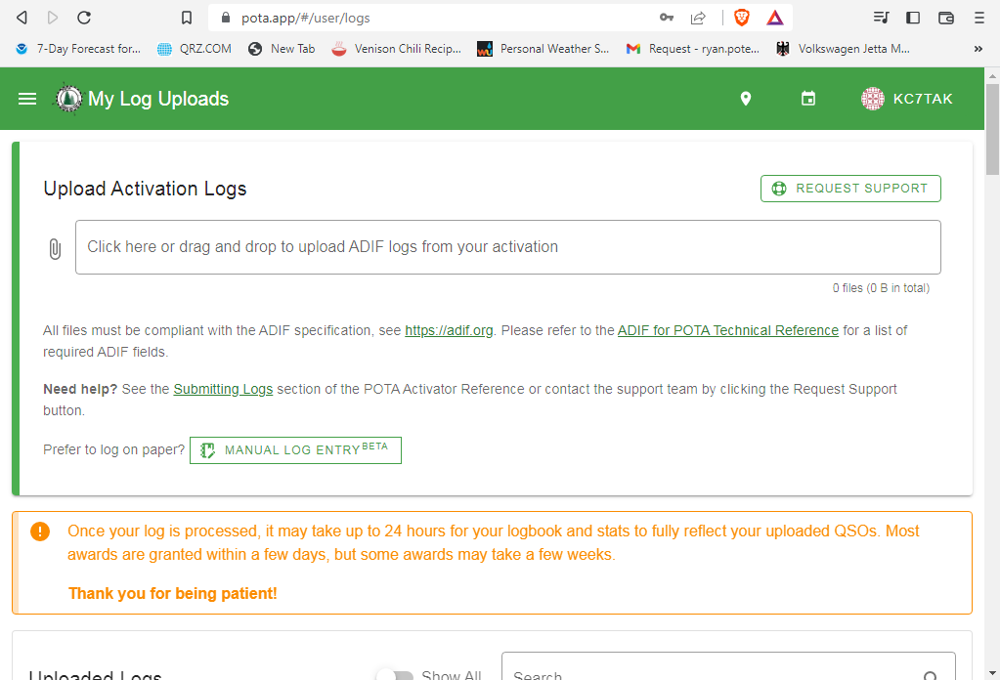 pota.app/#/user/logs
7-Day Forecast for...
QRZ.COM
New Tab
Venison Chili Recip...
Personal Weather S...
Request - ryan.pote...
Volkswagen Jetta M...
»
My Log Uploads
KC7TAK
Upload Activation Logs
REQUEST SUPPORT
Click here or drag and drop to upload ADIF logs from your activation
0 files (0 B in total)
All files must be compliant with the ADIF specification, see https://adif.org. Please refer to the ADIF for POTA Technical Reference for a list of
required ADIF fields.
Need help? See the Submitting Logs section of the POTA Activator Reference or contact the support team by clicking the Request Support
button.
Prefer to log on paper? MANUAL LOG ENTRY BETA
Once your log is processed, it may take up to 24 hours for your logbook and stats to fully reflect your uploaded QSOs. Most
awards are granted within a few days, but some awards may take a few weeks.
Thank you for being patient!
Uploaded Logs
Show All
Search